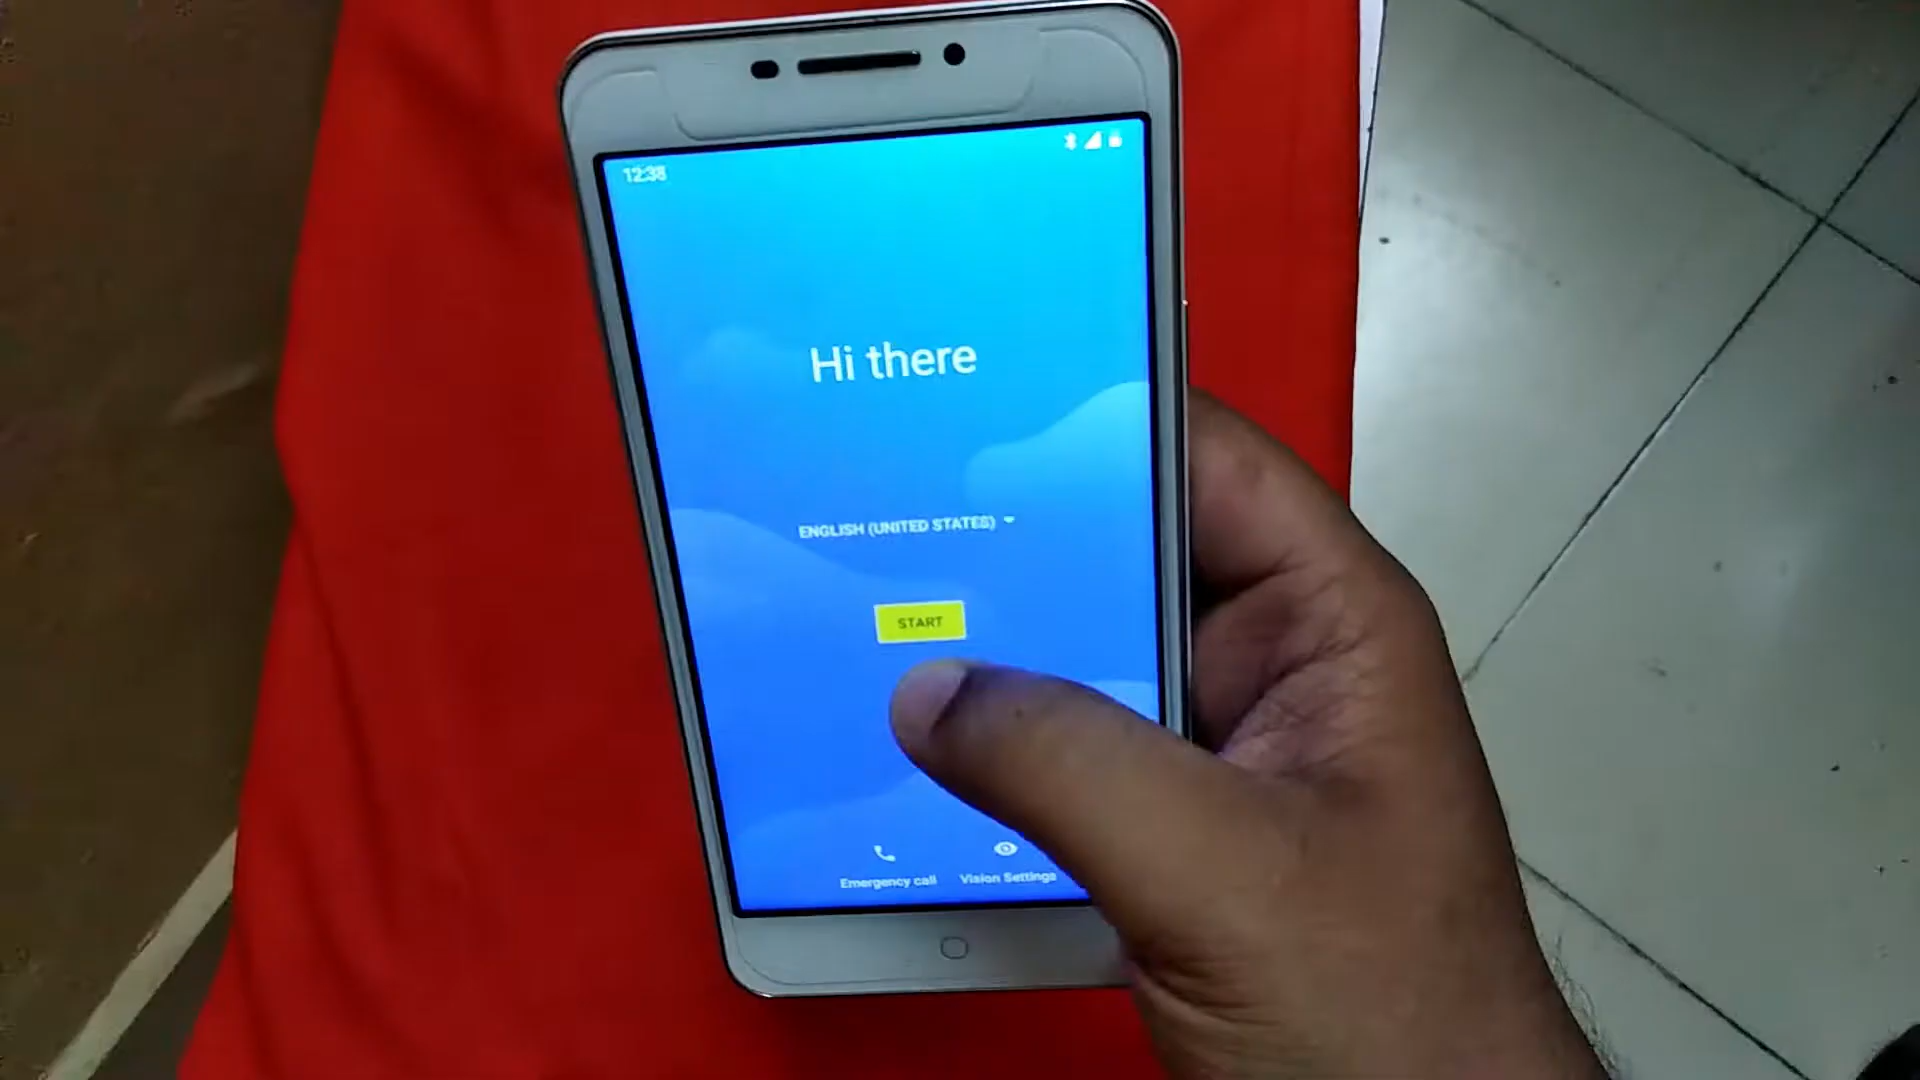 12:38
Hi there
ENGLISH (UNITED STATES)
START
Emergency call
Vision Settings